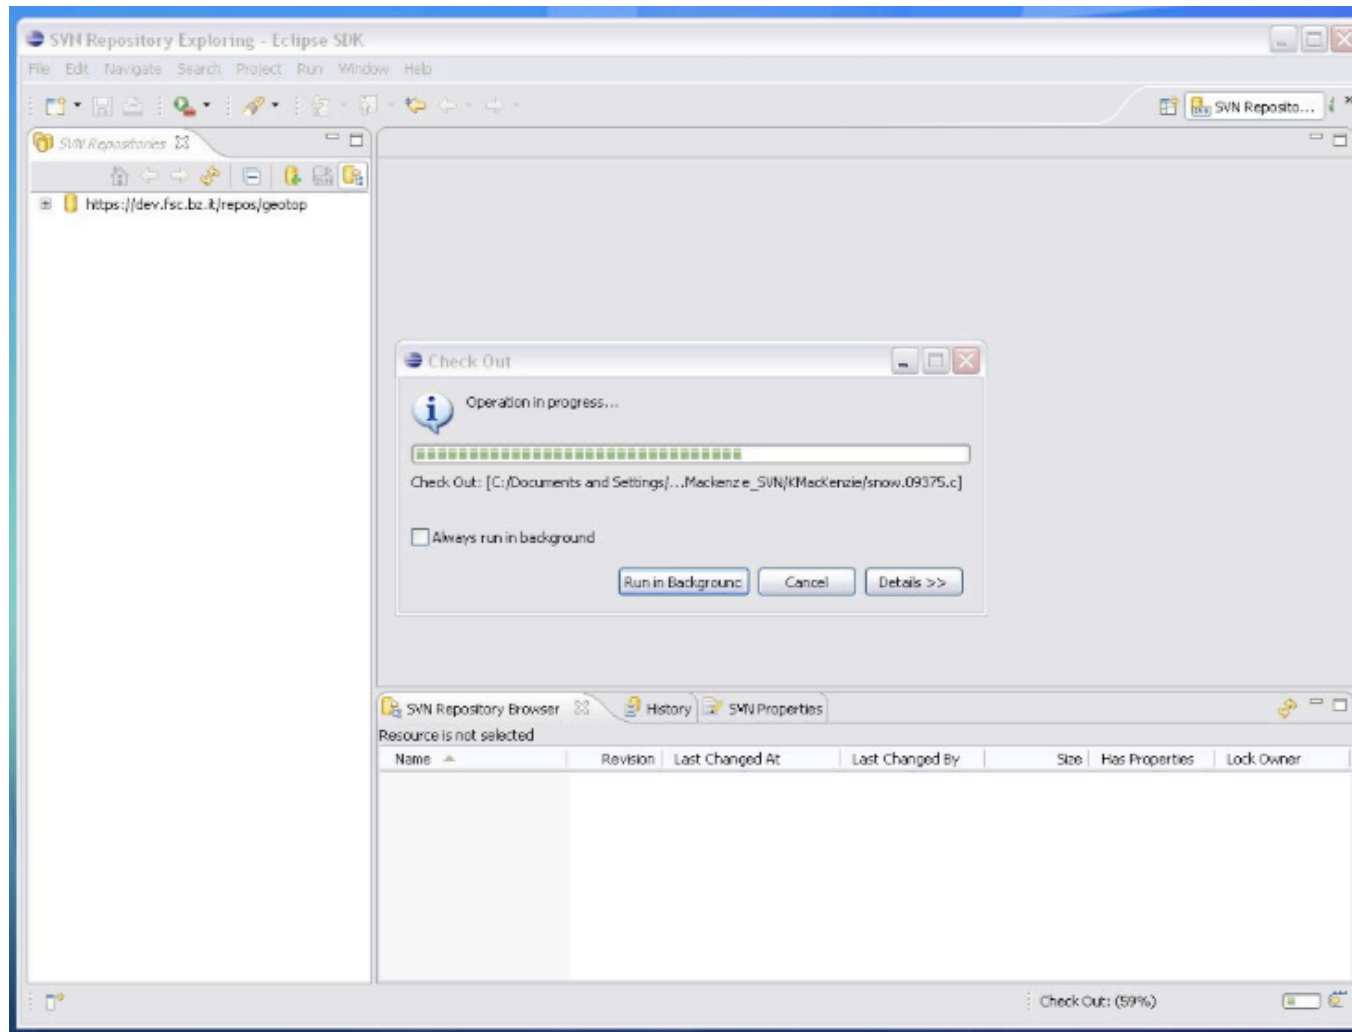 SVN Repository Exploring - Eclipse SDK
File Edit Navigate Search Project Run Window Help
SVN Reposito...
SVN Repositories
https://dev.fsc.bz.it/repos/geotop
Check Out
Operation in progress...
Check Out: [C:/Documents and Settings/...Mackenzie_SVN/KMacKenzie/snow.09375.c]
Always run in background
Run in Background Cancel Details >>
SVN Repository Browser History SVN Properties
Resource is not selected
Name Revision Last Changed At Last Changed By Size Has Properties Lock Owner
Check Out: (59%)